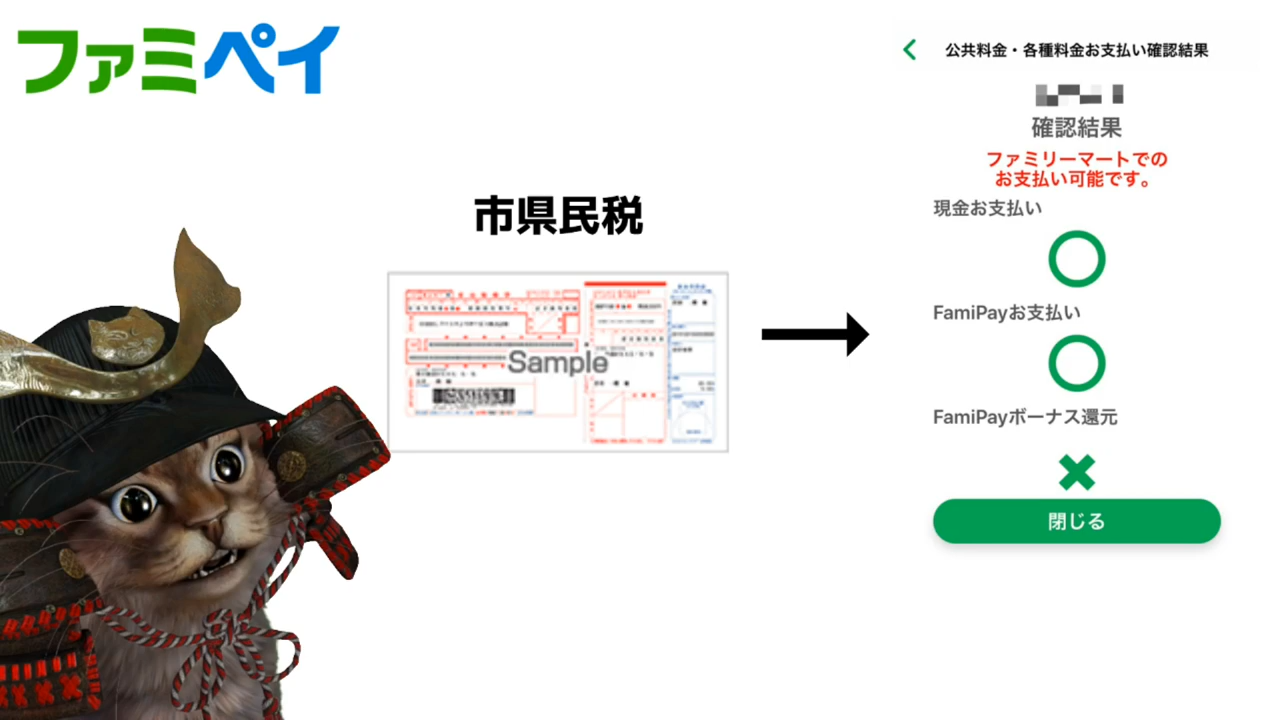 ファミペイ
市県民税
Sample
公共料金・各種料金お支払い確認結果
確認結果
ファミリーマートでの
お支払い可能です。
現金お支払い
FamiPayお支払い
FamiPayボーナス還元
閉じる